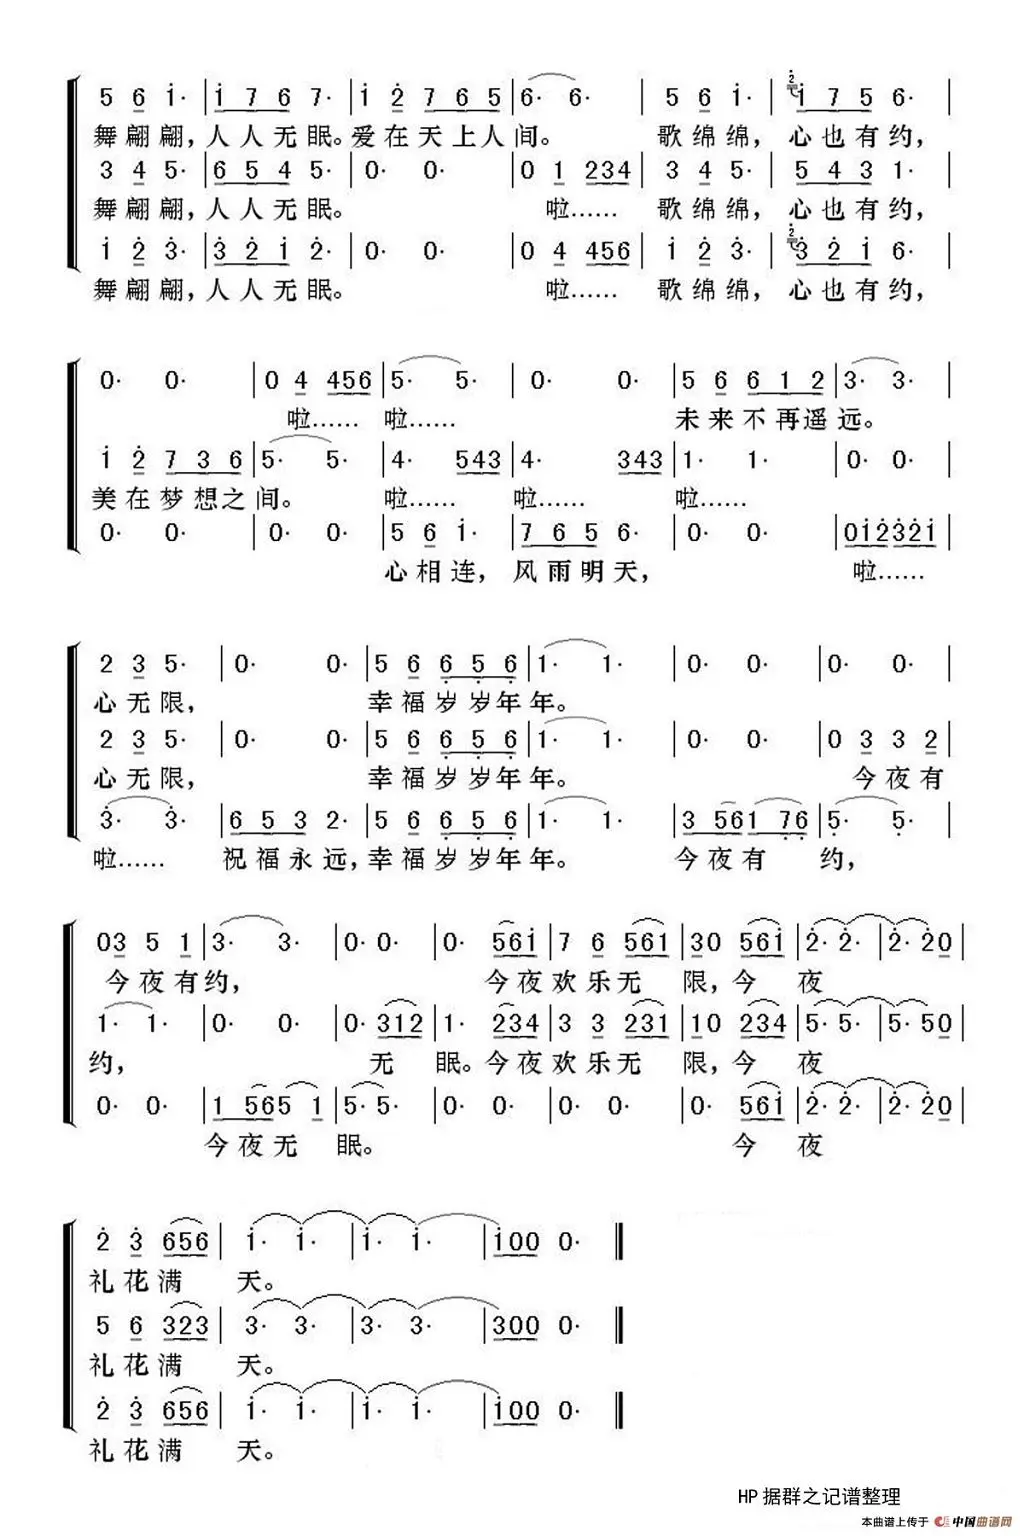 5 6 i· | i 7 6 7· | i 2 7 6 5 | 6· 6· | 5 6 i· | i 7 5 6· |
舞翩翩，人人无眠。爱在天上人间。 歌绵绵，心也有约，
3 4 5· | 6 5 4 5· | 0· 0· | 0 1 234 | 3 4 5· | 5 4 3 1· |
舞翩翩，人人无眠。 啦…… 歌绵绵，心也有约，
i 2 3· | 3 2 i 2· | 0· 0· | 0 4 456 | i 2 3· | 3 2 i 6· |
舞翩翩，人人无眠。 啦…… 歌绵绵，心也有约，
0· 0· | 0 4 456 | 5· 5· | 0· 0· | 5 6 6 1 2 | 3· 3· |
啦…… 啦…… 未来不再遥远。
i 2 7 3 6 | 5· 5· | 4· 543 | 4· 343 | 1· 1· | 0· 0· |
美在梦想之间。 啦…… 啦…… 啦……
0· 0· | 0· 0· | 5 6 i· | 7 6 5 6· | 0· 0· | 0i232i |
心相连，风雨明天， 啦……
2 3 5· | 0· 0· | 5 6 6 5 6 | 1· 1· | 0· 0· | 0· 0· |
心无限， 幸福岁岁年年。
2 3 5· | 0· 0· | 5 6 6 5 6 | 1· 1· | 0· 0· | 0 3 3 2 |
心无限， 幸福岁岁年年。 今夜有
3· 3· | 6 5 3 2· | 5 6 6 5 6 | 1· 1· | 3 561 76 | 5· 5· |
啦…… 祝福永远，幸福岁岁年年。 今夜有 约，
03 5 1 | 3· 3· | 0· 0· | 0· 56i | 7 6 561 | 30 56i | 2· 2· | 2· 20 |
今夜有约， 今夜欢乐无 限，今 夜
1· 1· | 0· 0· | 0· 312 | 1· 234 | 3 3 231 | 10 234 | 5· 5· | 5· 50 |
约， 无 眠。今夜欢乐无 限，今 夜
0· 0· | 1 565 1 | 5· 5· | 0· 0· | 0· 0· | 0· 56i | 2· 2· | 2· 20 |
今夜无 眠。 今 夜
2 3 656 | i· i· | i· i· | i00 0· ‖
礼花满 天。
5 6 323 | 3· 3· | 3· 3· | 300 0· ‖
礼花满 天。
2 3 656 | i· i· | i· i· | i00 0· ‖
礼花满 天。
HP 据群之记谱整理
本曲谱上传于 中国曲谱网